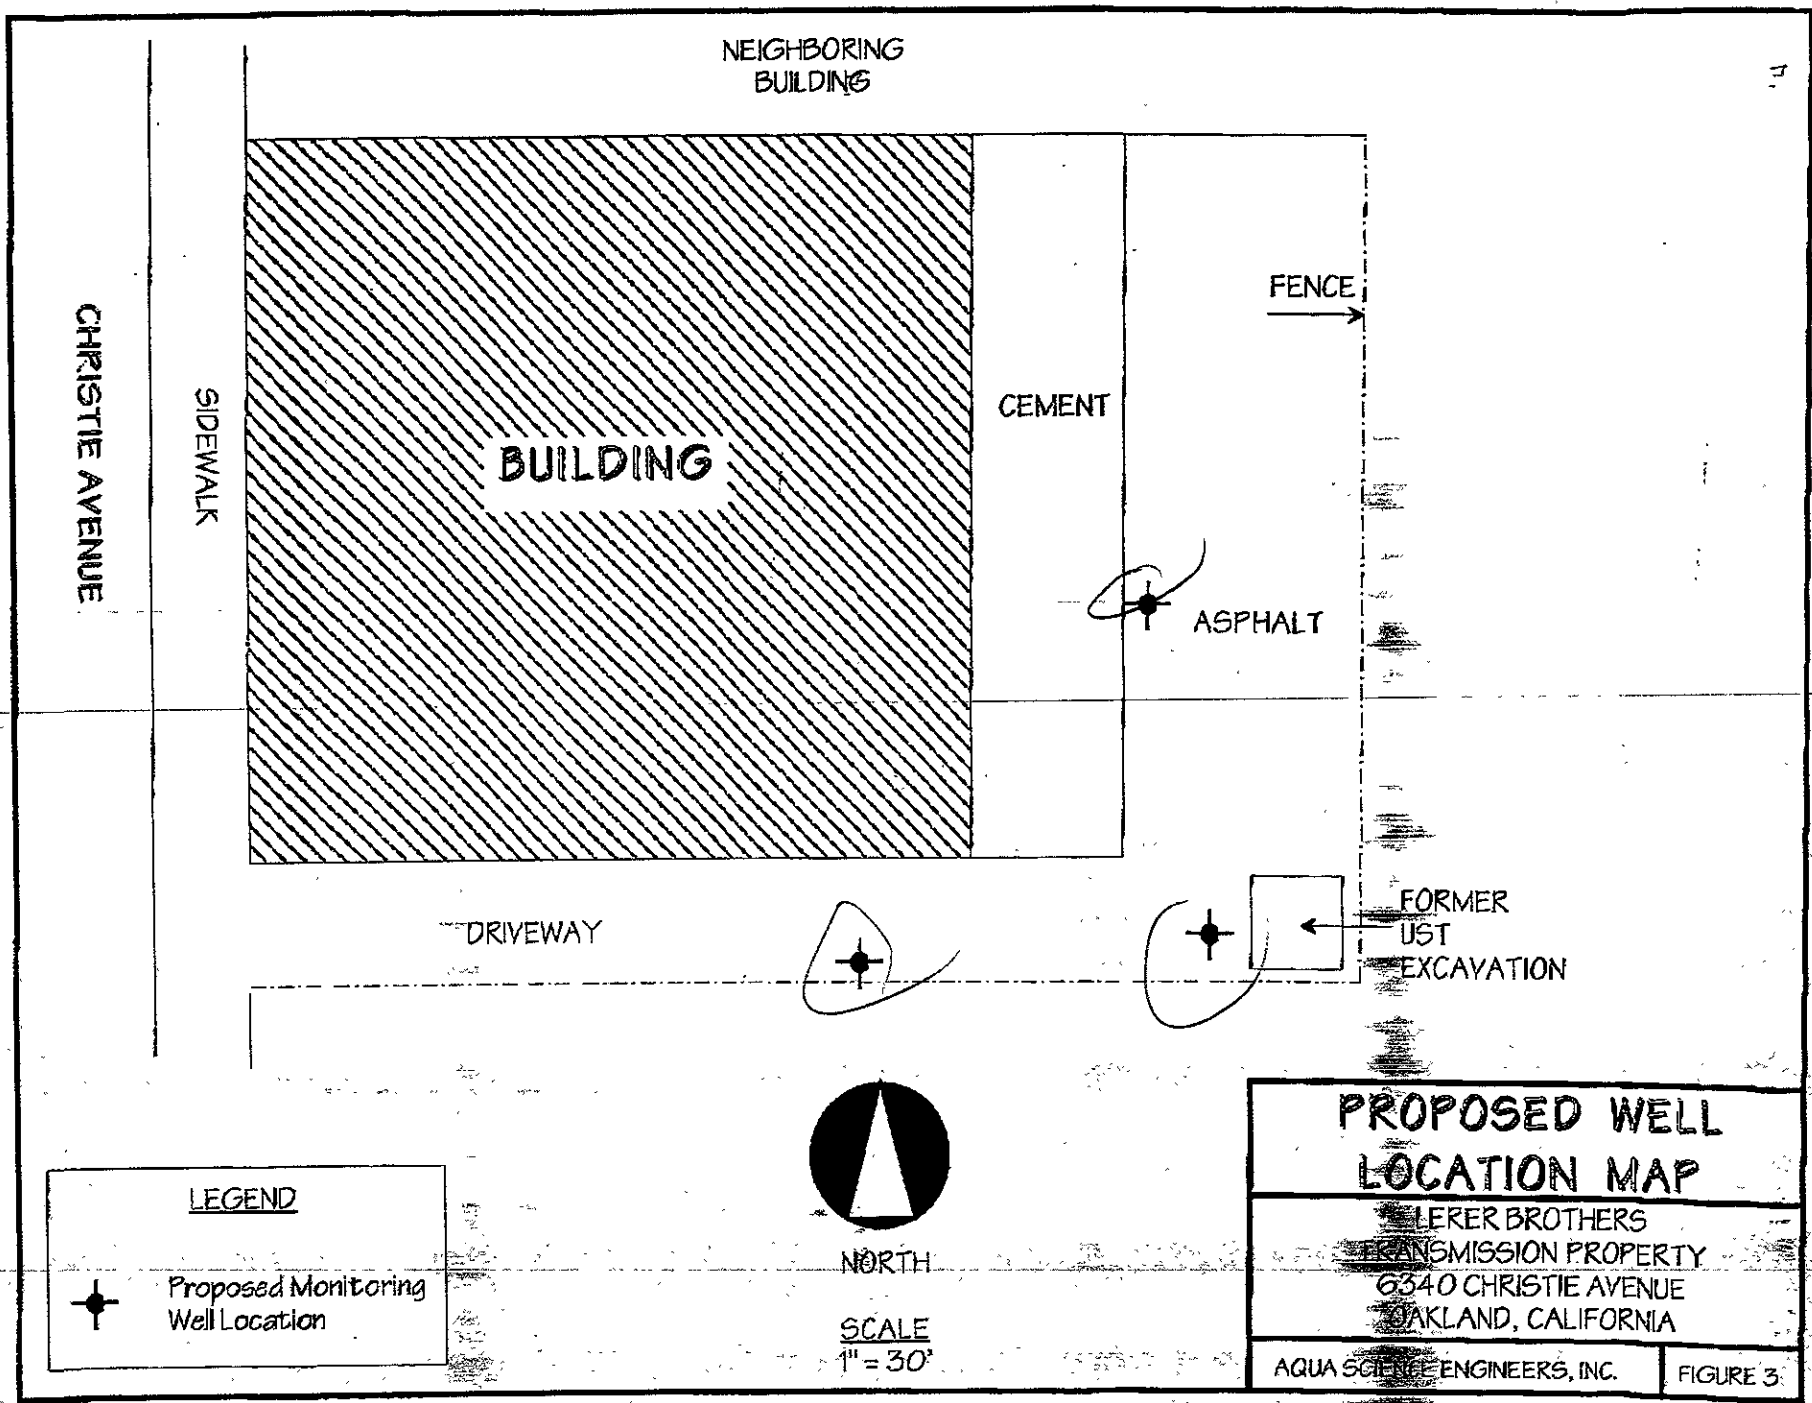 NEIGHBORING
BUILDING
CHRISTIE AVENUE
SIDEWALK
BUILDING
CEMENT
FENCE
ASPHALT
DRIVEWAY
FORMER
UST
EXCAVATION
LEGEND
Proposed Monitoring
Well Location
NORTH
SCALE
1" = 30'
PROPOSED WELL
LOCATION MAP
LERER BROTHERS
TRANSMISSION PROPERTY
6340 CHRISTIE AVENUE
OAKLAND, CALIFORNIA
AQUA SCIENCE ENGINEERS, INC.
FIGURE 3